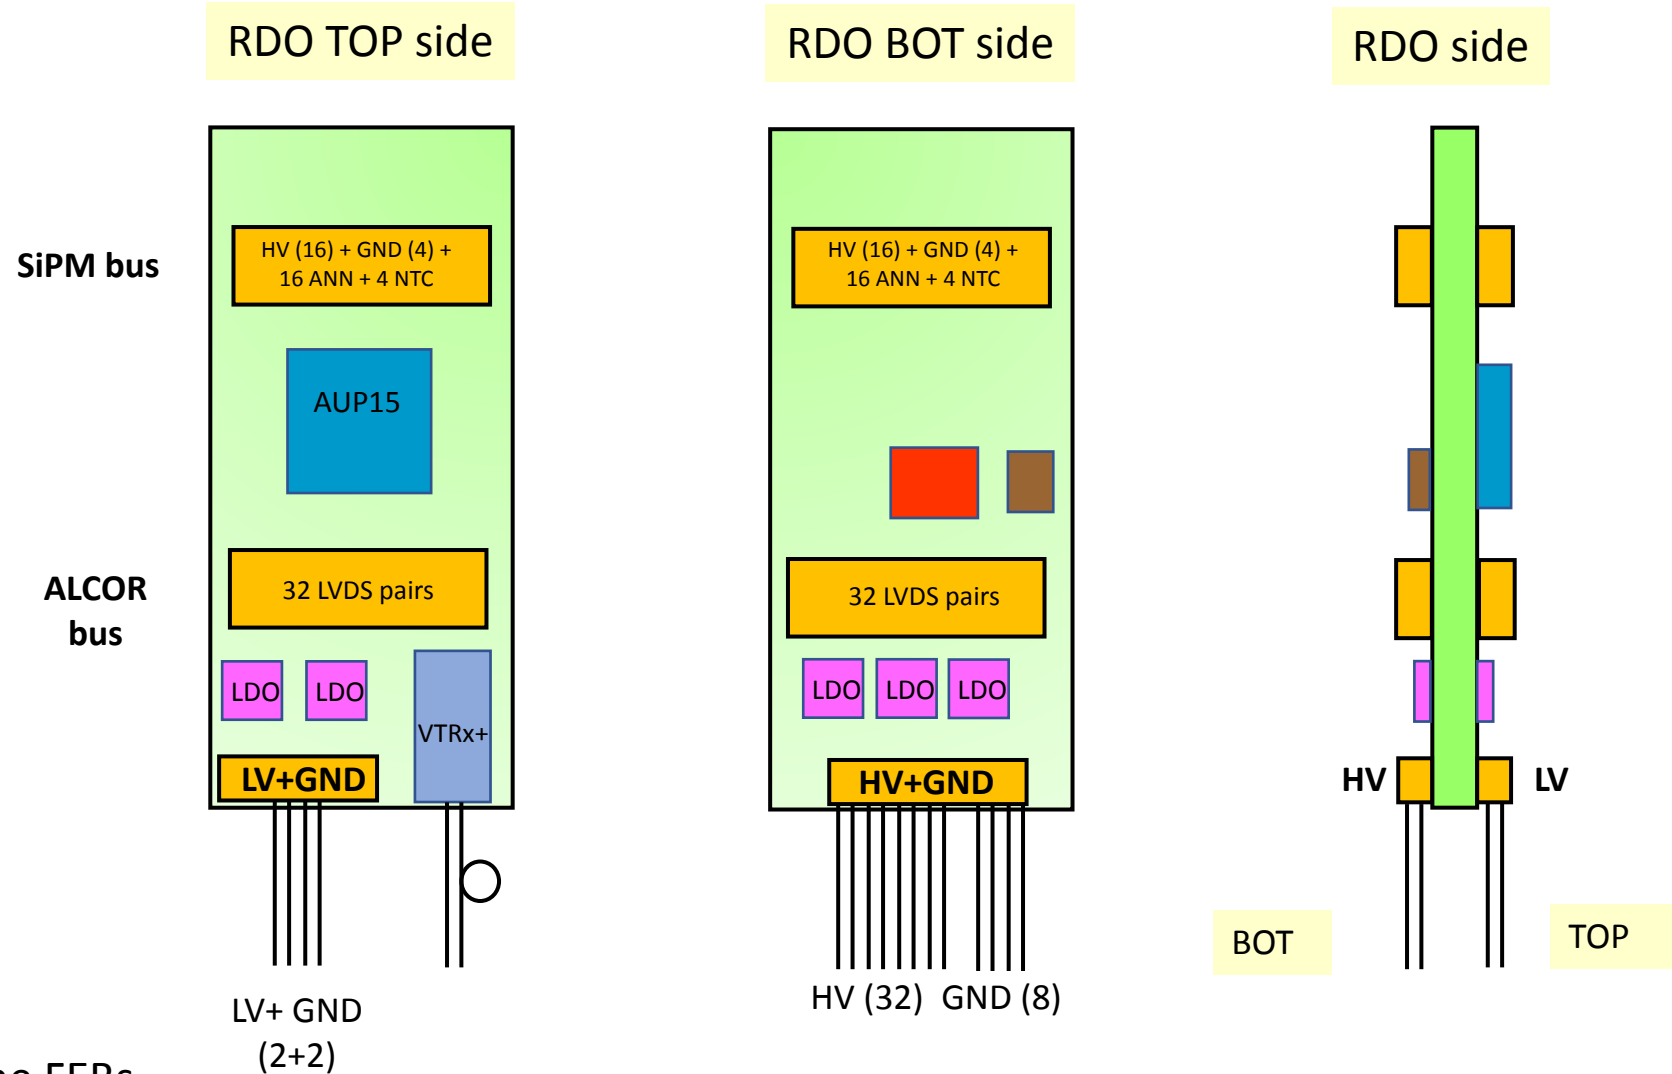 RDO TOP side
RDO BOT side
RDO side
SiPM bus
HV (16) + GND (4) +
16 ANN + 4 NTC
HV (16) + GND (4) +
16 ANN + 4 NTC
AUP15
ALCOR
bus
32 LVDS pairs
32 LVDS pairs
LDO
LDO
VTRx+
LDO
LDO
LDO
LV+GND
HV+GND
HV
LV
BOT
TOP
LV+ GND
(2+2)
HV (32) GND (8)
FEBs